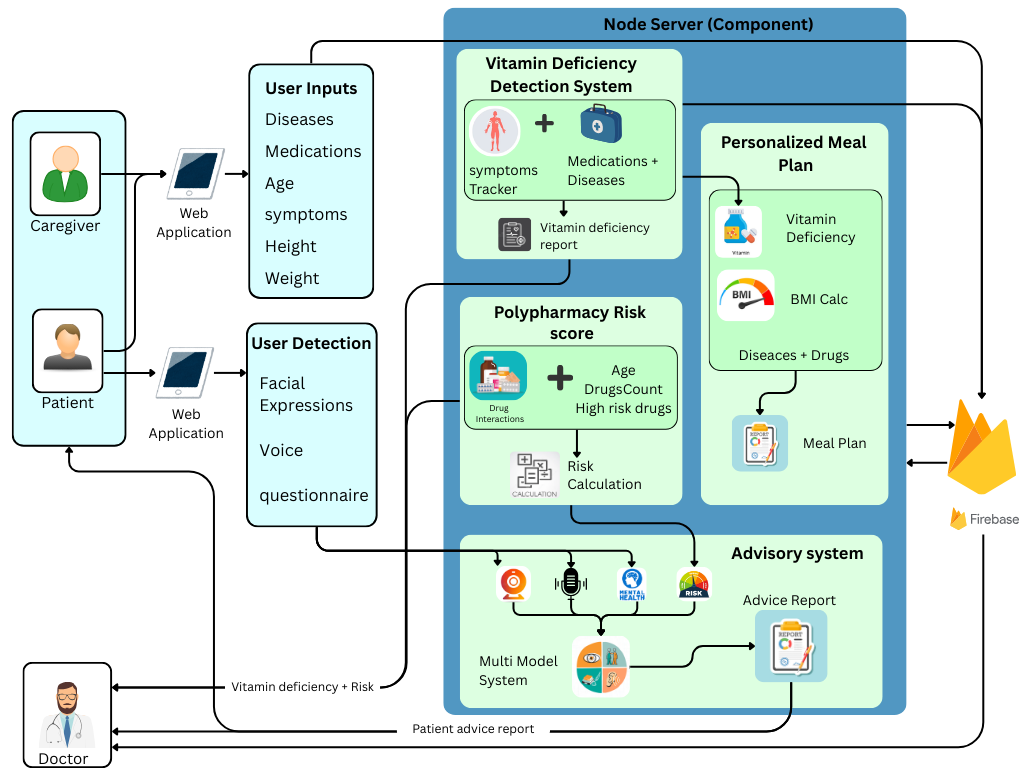 Node Server (Component)
Vitamin Deficiency
Detection System
symptoms
Tracker
Medications +
Diseases
Vitamin deficiency
report
User Inputs
Diseases
Medications
Age
symptoms
Height
Weight
Caregiver
Patient
Web
Application
Web
Application
User Detection
Facial
Expressions
Voice
questionnaire
Personalized Meal
Plan
Vitamin
Vitamin
Deficiency
BMI
BMI Calc
Diseaces + Drugs
REPORT
Meal Plan
Polypharmacy Risk
score
Drug
Interactions
Age
DrugsCount
High risk drugs
CALCULATION
Risk
Calculation
Firebase
Advisory system
MENTAL
HEALTH
RISK
Advice Report
REPORT
Multi Model
System
Vitamin deficiency + Risk
Patient advice report
Doctor